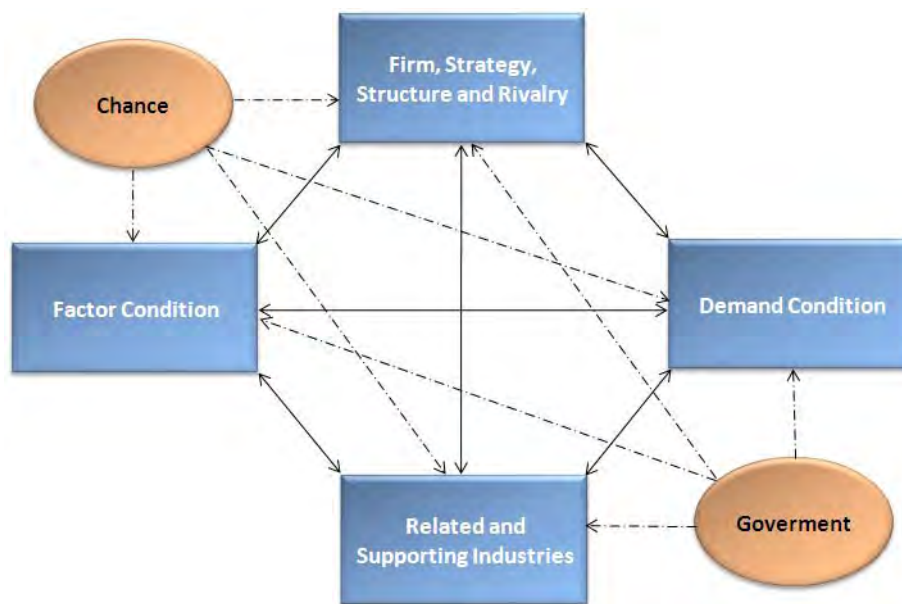 Firm, Strategy,
Structure and Rivalry
Chance
Factor Condition
Demand Condition
Related and
Supporting Industries
Goverment